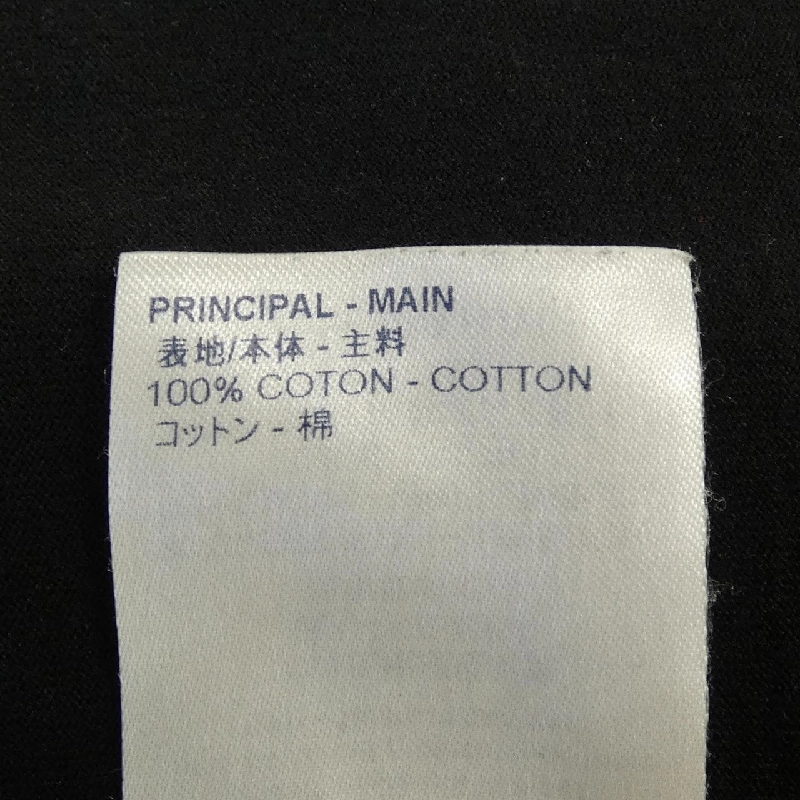 PRINCIPAL - MAIN
表地/本体 - 主料
100% COTON - COTTON
コットン - 棉